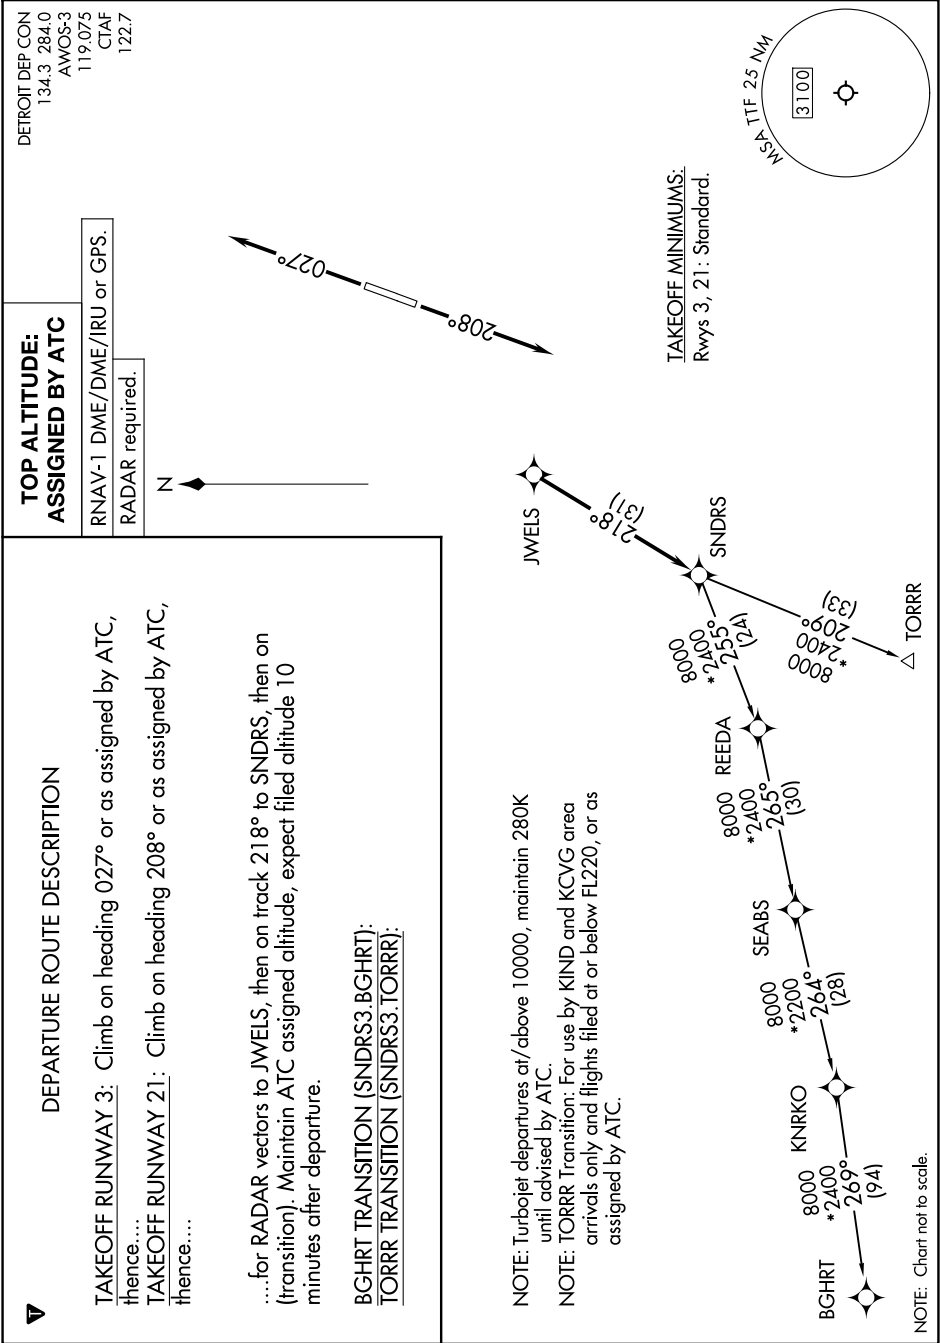 DEPARTURE ROUTE DESCRIPTION
TAKEOFF RUNWAY 3: Climb on heading 027° or as assigned by ATC,
thence....
TAKEOFF RUNWAY 21: Climb on heading 208° or as assigned by ATC,
thence....
....for RADAR vectors to JWELS, then on track 218° to SNDRS, then on
(transition). Maintain ATC assigned altitude, expect filed altitude 10
minutes after departure.
BGHRT TRANSITION (SNDRS3.BGHRT):
TORRR TRANSITION (SNDRS3.TORRR):
TOP ALTITUDE:
ASSIGNED BY ATC
RNAV-1 DME/DME/IRU or GPS.
RADAR required.
N
DETROIT DEP CON
134.3 284.0
AWOS-3
119.075
CTAF
122.7
027°
208°
NOTE: Turbojet departures at/above 10000, maintain 280K
until advised by ATC.
NOTE: TORRR Transition: For use by KIND and KCVG area
arrivals only and flights filed at or below FL220, or as
assigned by ATC.
JWELS
218°
(31)
SNDRS
8000
*2400
255°
(24)
8000
*2400
209°
(33)
TORRR
REEDA
8000
*2400
265°
(30)
SEABS
8000
*2200
264°
(28)
KNRKO
8000
*2400
269°
(94)
BGHRT
TAKEOFF MINIMUMS:
Rwys 3, 21: Standard.
MSA TTF 25 NM
3100
NOTE: Chart not to scale.
T